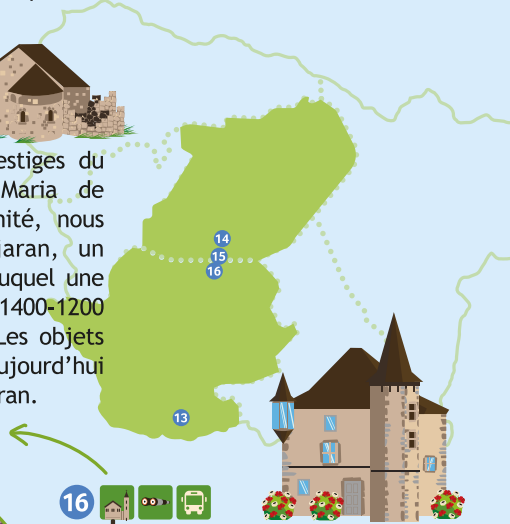 estiges du
Maria de
nité, nous
jaran, un
uquel une
1400-1200
Les objets
ujourd'hui
ran.
14
15
16
13
16